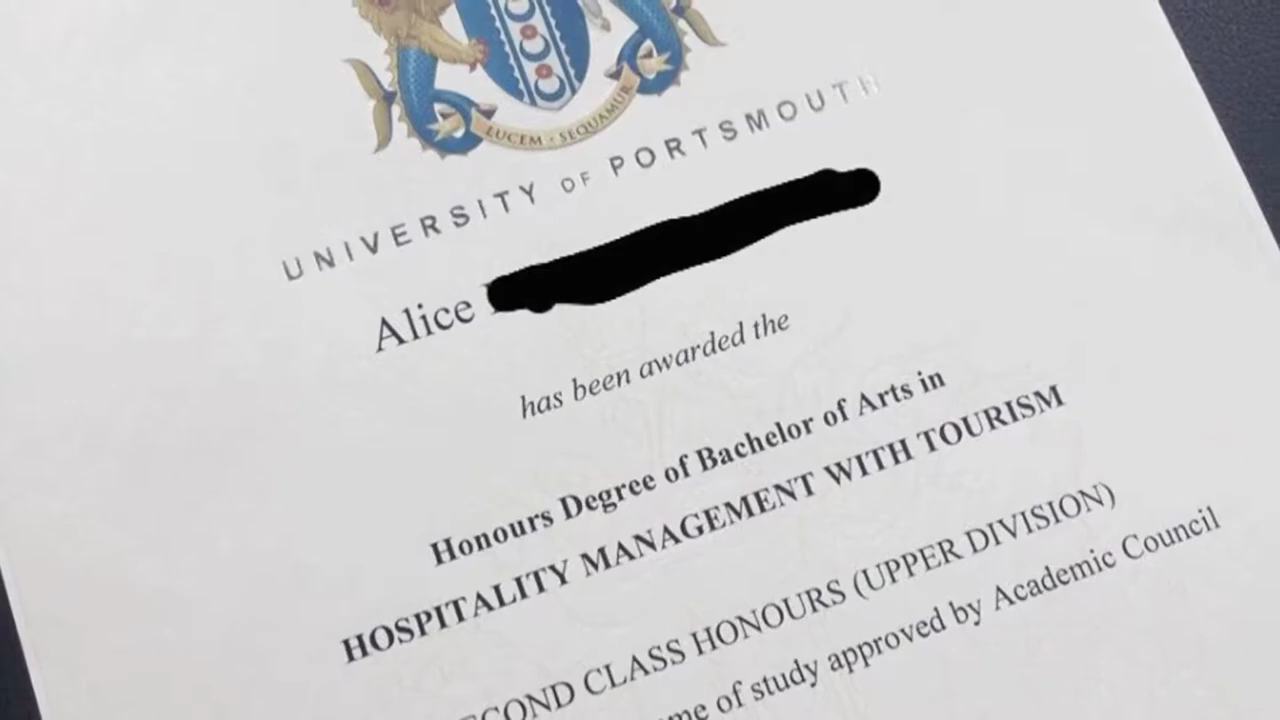 LUCEM · SEQUAMUR
UNIVERSITY OF PORTSMOUTH
Alice
has been awarded the
Honours Degree of Bachelor of Arts in
HOSPITALITY MANAGEMENT WITH TOURISM
SECOND CLASS HONOURS (UPPER DIVISION)
of study approved by Academic Council